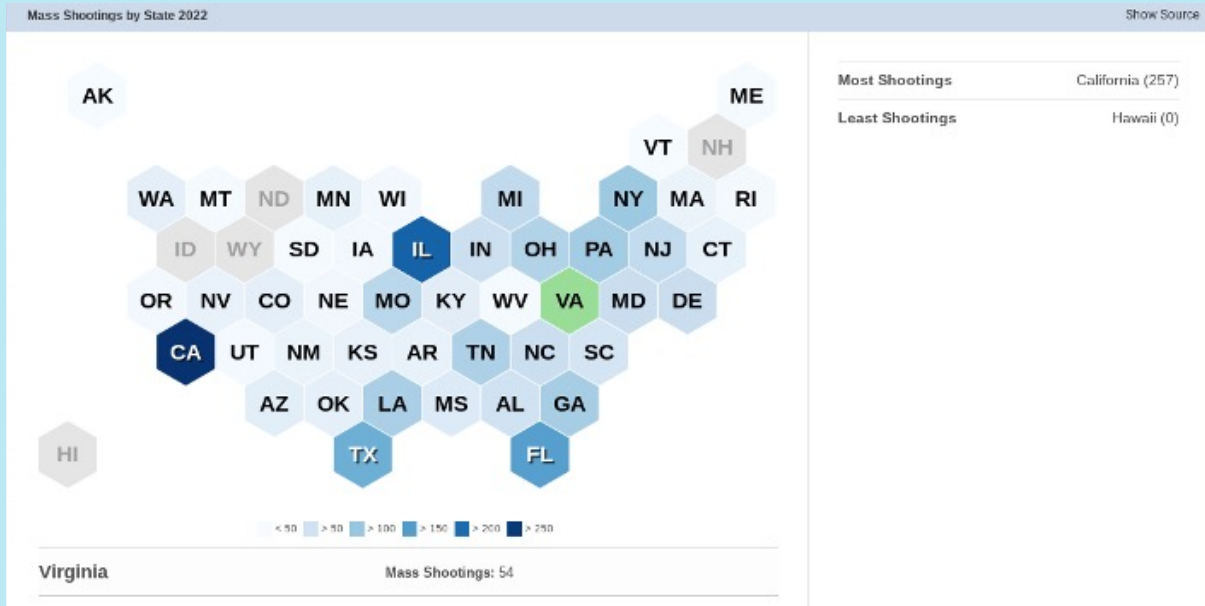 Mass Shootings by State 2022
Show Source
Most Shootings California (257)
Least Shootings Hawaii (0)
AK ME
VT NH
WA MT ND MN WI MI NY MA RI
ID WY SD IA IL IN OH PA NJ CT
OR NV CO NE MO KY WV VA MD DE
CA UT NM KS AR TN NC SC
AZ OK LA MS AL GA
HI TX FL
< 50 > 50 > 100 > 150 > 200 > 250
Virginia Mass Shootings: 54